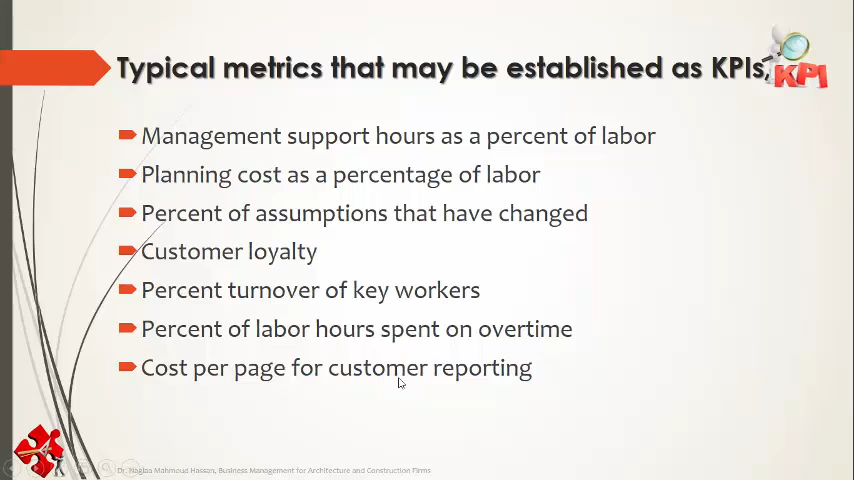 Typical metrics that may be established as KPIs,
KPI
Management support hours as a percent of labor
Planning cost as a percentage of labor
Percent of assumptions that have changed
Customer loyalty
Percent turnover of key workers
Percent of labor hours spent on overtime
Cost per page for customer reporting
Dr. Naglaa Mahmoud Hassan, Business Management for Architecture and Construction Firms